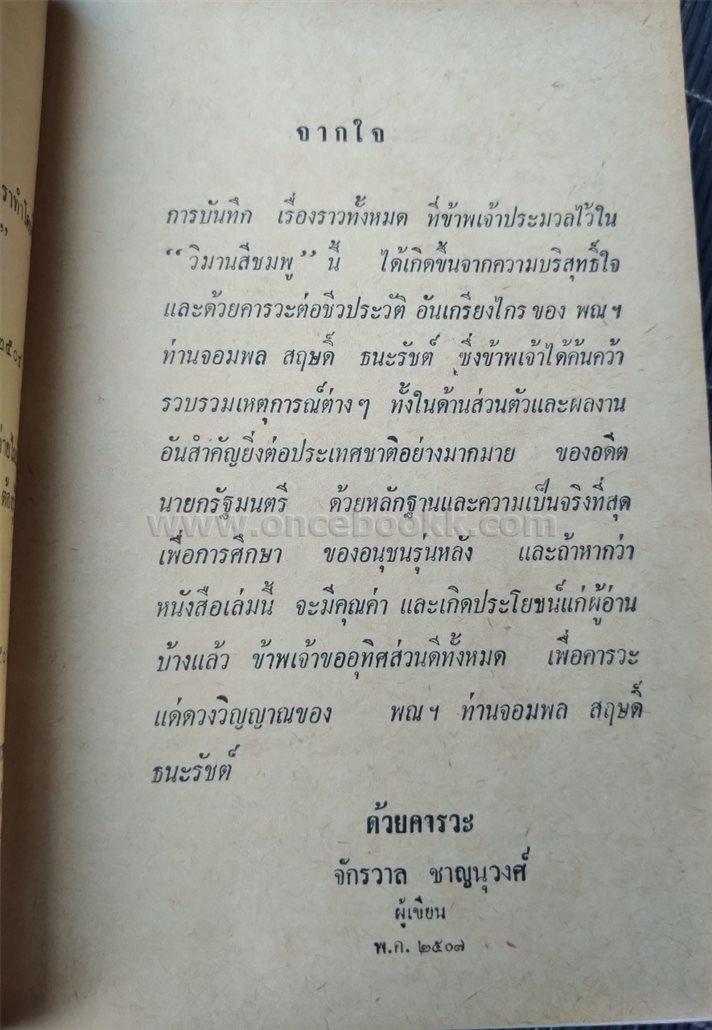 จากใจ
การบันทึก เรื่องราวทั้งหมด ที่ข้าพเจ้าประมวลไว้ใน
“วิมานสีชมพู” นี้ ได้เกิดขึ้นจากความบริสุทธิ์ใจ
และด้วยคารวะต่อชีวประวัติ อันเกรียงไกร ของ พณฯ
ท่านจอมพล สฤษดิ์ ธนะรัชต์ ซึ่งข้าพเจ้าได้ค้นคว้า
รวบรวมเหตุการณ์ต่างๆ ทั้งในด้านส่วนตัวและผลงาน
อันสำคัญยิ่งต่อประเทศชาติอย่างมากมาย ของอดีต
นายกรัฐมนตรี ด้วยหลักฐานและความเป็นจริงที่สุด
www.oncebookk.com
เพื่อการศึกษา ของอนุชนรุ่นหลัง และถ้าหากว่า
หนังสือเล่มนี้ จะมีคุณค่า และเกิดประโยชน์แก่ผู้อ่าน
บ้างแล้ว ข้าพเจ้าขออุทิศส่วนดีทั้งหมด เพื่อคารวะ
แด่ดวงวิญญาณของ พณฯ ท่านจอมพล สฤษดิ์
ธนะรัชต์
ด้วยคารวะ
จักรวาล ชาญนุวงศ์
ผู้เขียน
พ.ค. ๒๕๐๗